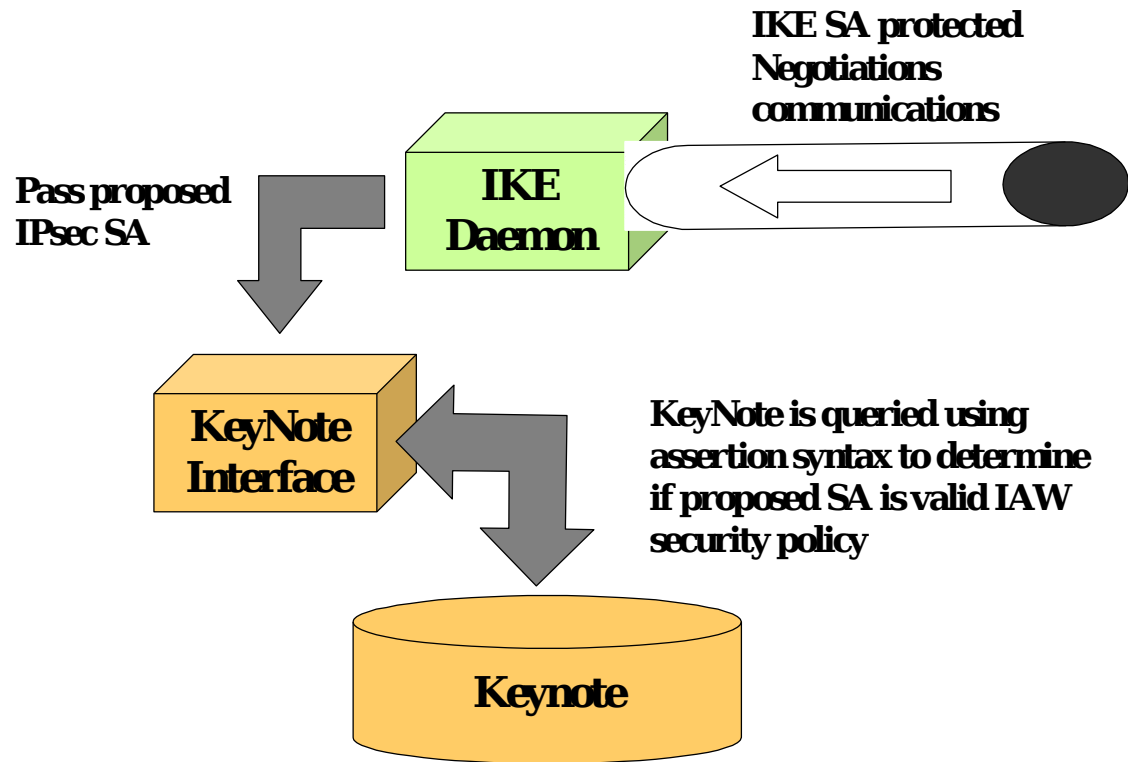 IKE SA protected
Negotiations
communications
IKE
Daemon
Pass proposed
IPsec SA
KeyNote
Interface
KeyNote is queried using
assertion syntax to determine
if proposed SA is valid IAW
security policy
Keynote